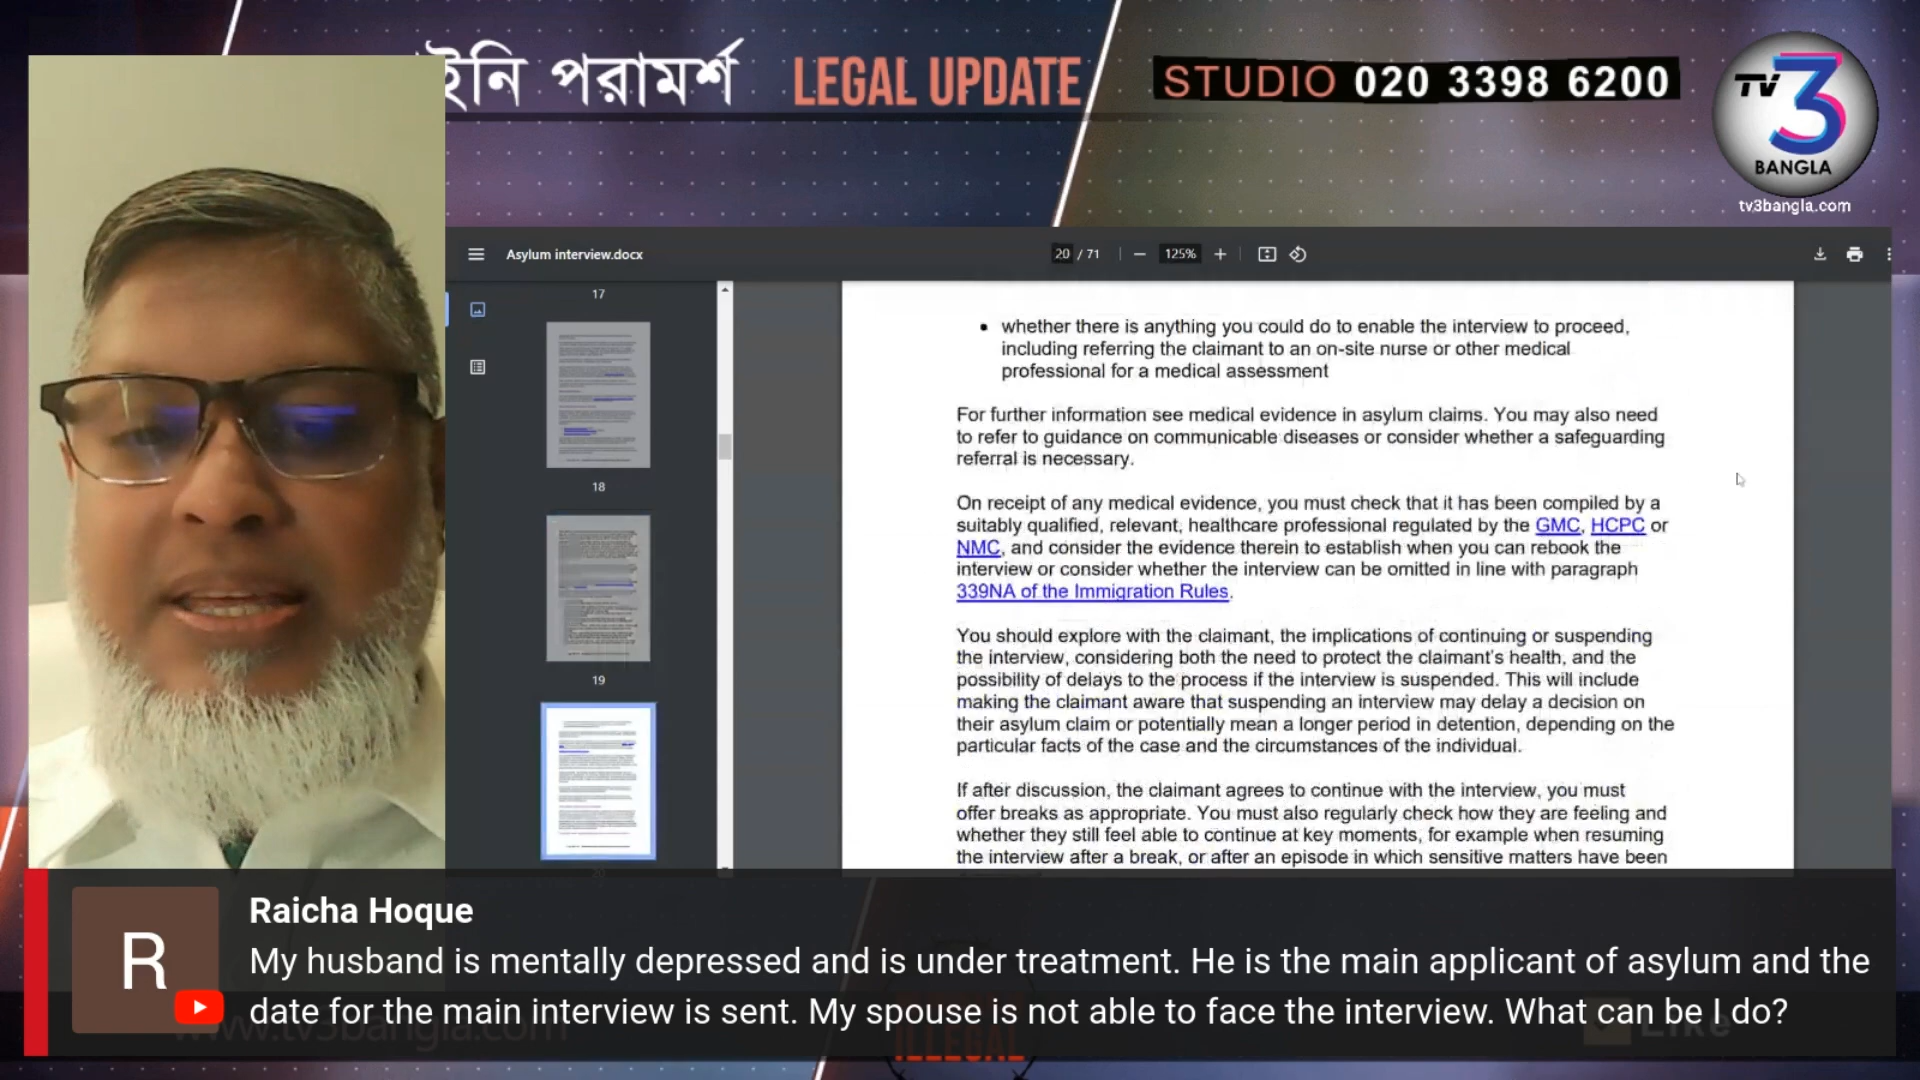 ইনি পরামর্শ LEGAL UPDATE
STUDIO 020 3398 6200
TV3
BANGLA
tv3bangla.com
Asylum interview.docx
20 / 71
125%
17
18
19
20
whether there is anything you could do to enable the interview to proceed,
including referring the claimant to an on-site nurse or other medical
professional for a medical assessment
For further information see medical evidence in asylum claims. You may also need
to refer to guidance on communicable diseases or consider whether a safeguarding
referral is necessary.
On receipt of any medical evidence, you must check that it has been compiled by a
suitably qualified, relevant, healthcare professional regulated by the GMC, HCPC or
NMC, and consider the evidence therein to establish when you can rebook the
interview or consider whether the interview can be omitted in line with paragraph
339NA of the Immigration Rules.
You should explore with the claimant, the implications of continuing or suspending
the interview, considering both the need to protect the claimant's health, and the
possibility of delays to the process if the interview is suspended. This will include
making the claimant aware that suspending an interview may delay a decision on
their asylum claim or potentially mean a longer period in detention, depending on the
particular facts of the case and the circumstances of the individual.
If after discussion, the claimant agrees to continue with the interview, you must
offer breaks as appropriate. You must also regularly check how they are feeling and
whether they still feel able to continue at key moments, for example when resuming
the interview after a break, or after an episode in which sensitive matters have been
R
Raicha Hoque
My husband is mentally depressed and is under treatment. He is the main applicant of asylum and the
date for the main interview is sent. My spouse is not able to face the interview. What can be I do?
www.tv3bangla.com
ILLEGAL
Like